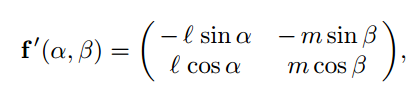 f′(α, β) = ( −ℓ sin α   −m sin β
ℓ cos α   m cos β ),